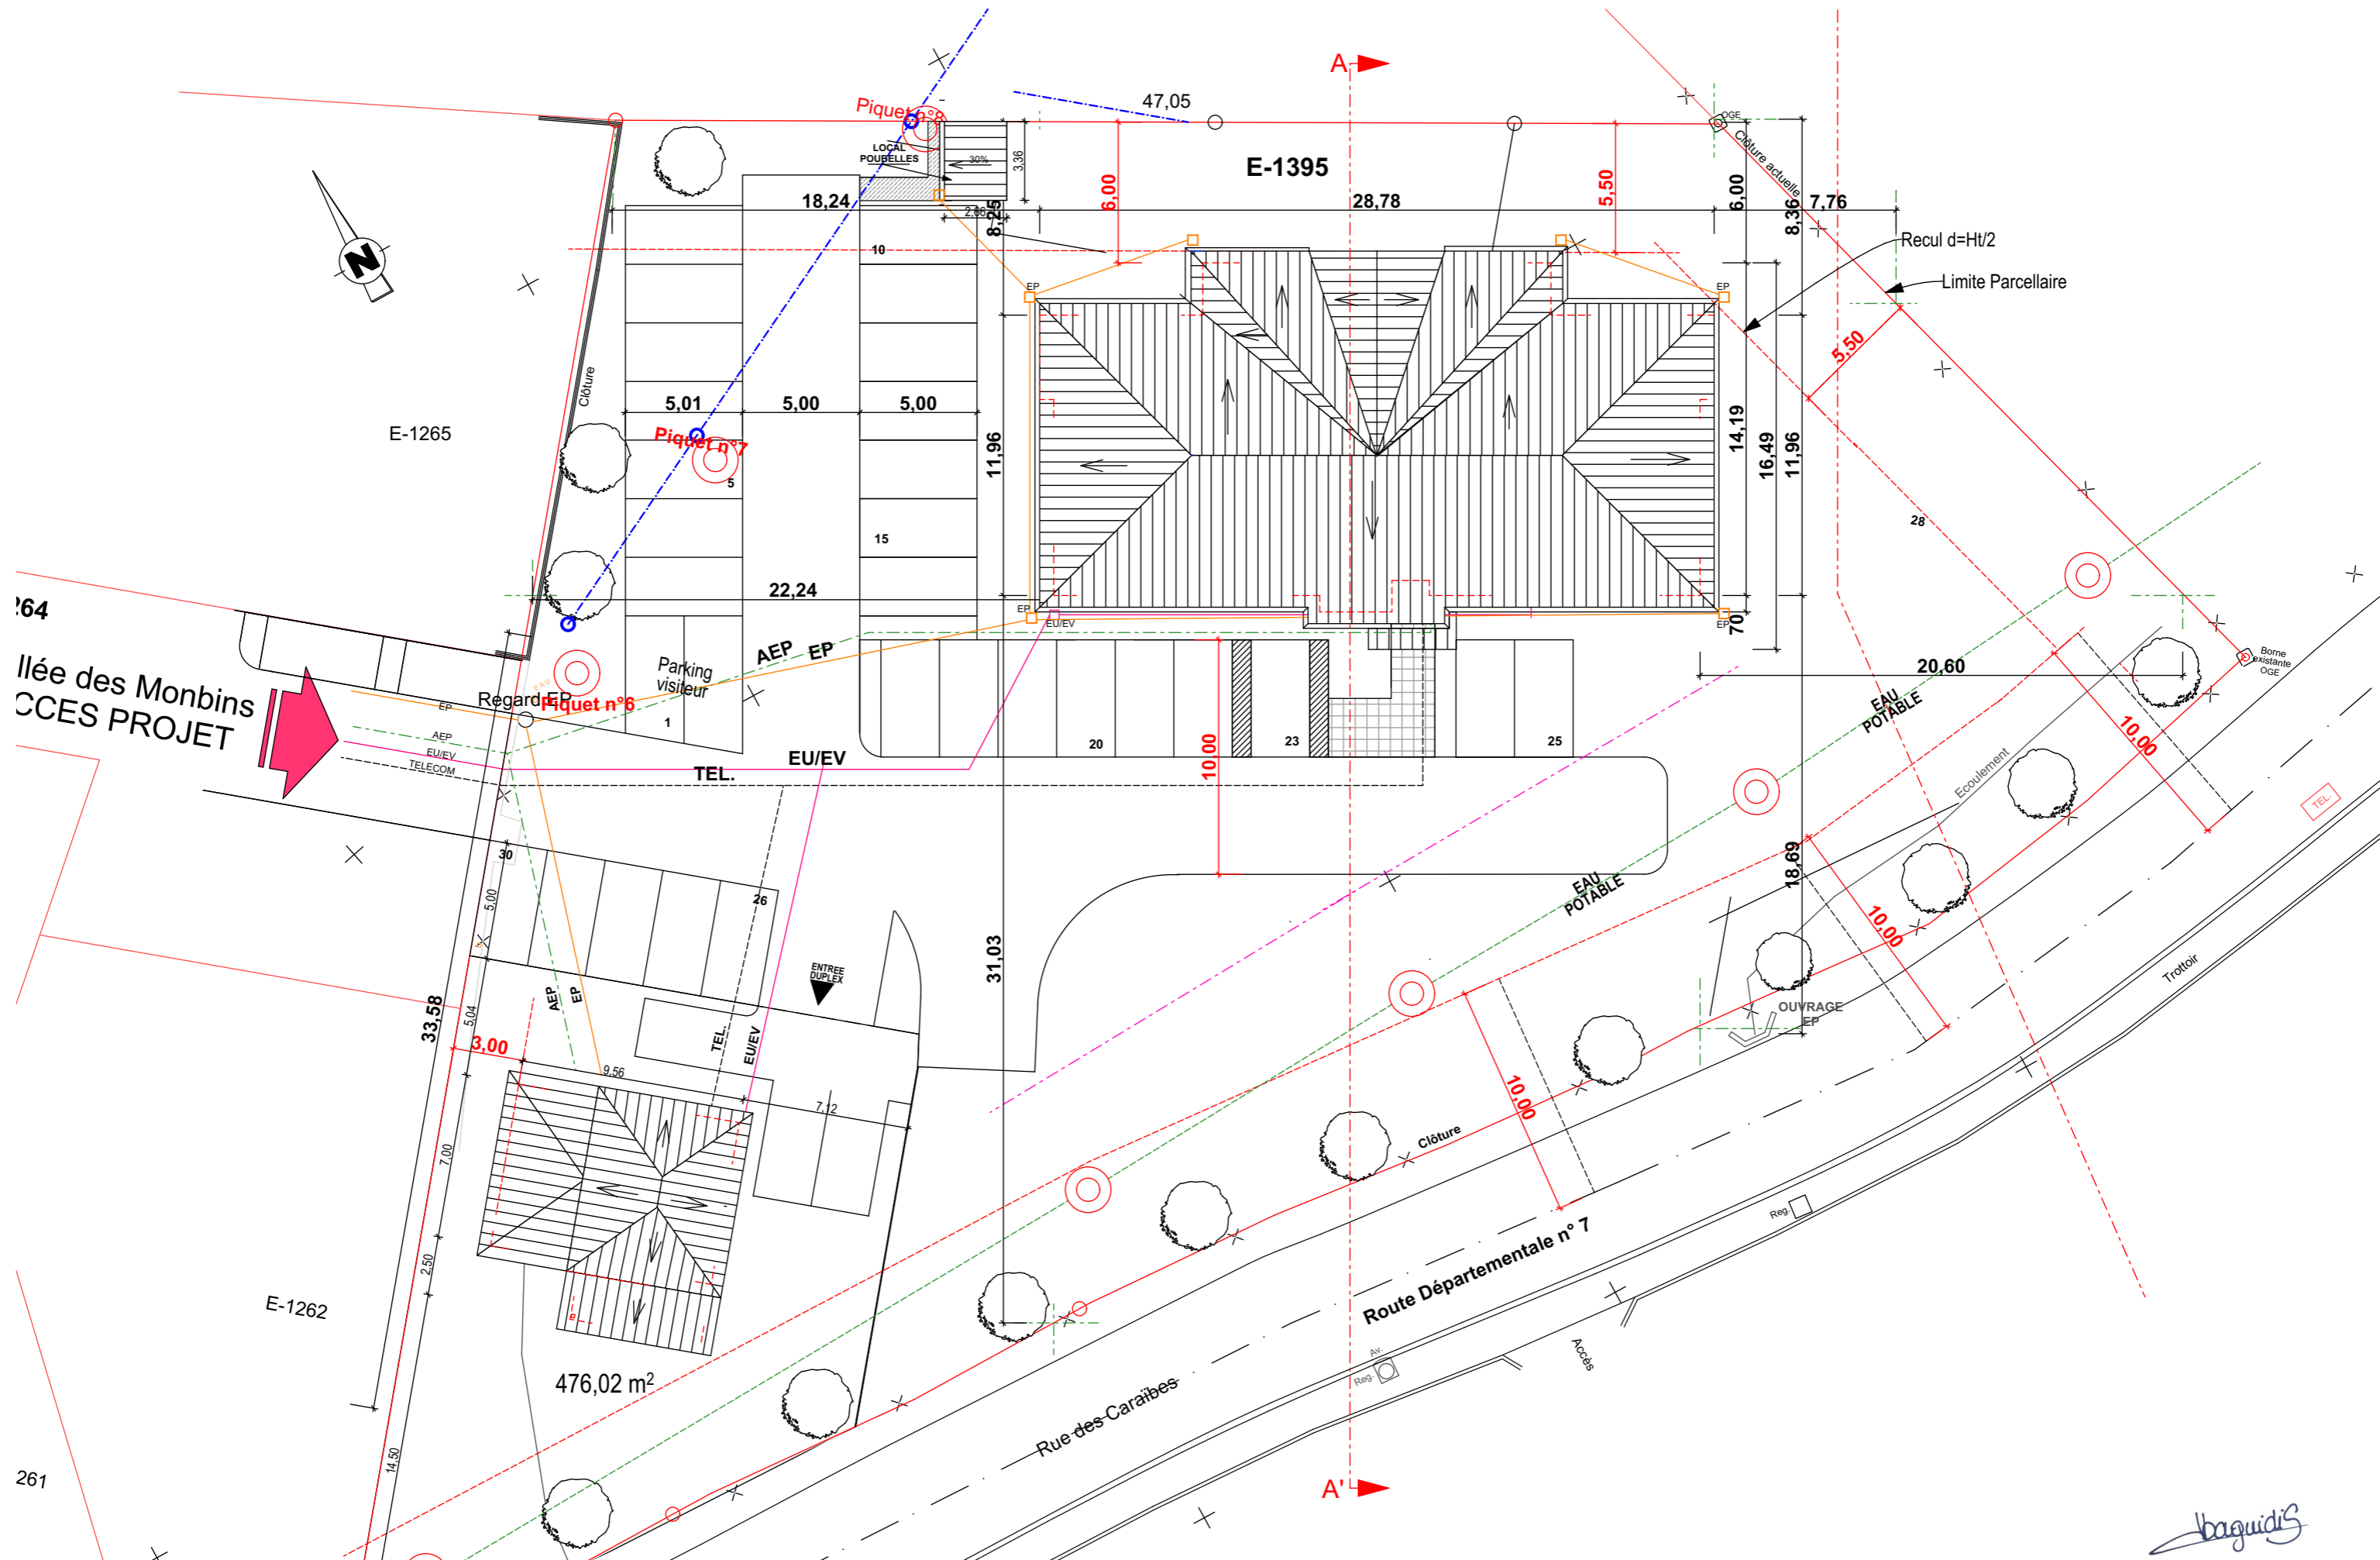 A
47,05
Piquet n°8
OGE
Clôture actuelle
LOCAL
POUBELLES
30%
3,36
E-1395
18,24
2,66
8,25
6,00
28,78
5,50
6,00
8,36
7,76
Recul d=Ht/2
Limite Parcellaire
N
10
EP
EP
5,50
Clôture
5,01
5,00
5,00
E-1265
Piquet n°7
5
11,96
14,19
16,49
11,96
28
15
22,24
264
EP
EU/EV
EP
70
Parking
visiteur
AEP
EP
Borne
existante
OGE
20,60
llée des Monbins
CCES PROJET
Regard EP
EAU
Piquet n°6
EP
AEP
EU/EV
TELECOM
1
20
23
25
10,00
EAU
POTABLE
10,00
TEL.
EU/EV
Ecoulement
TEL.
30
5,00
26
18,69
EAU
POTABLE
10,00
ENTREE
DUPLEX
31,03
AEP
EP
Trottoir
33,58
5,04
3,00
TEL.
EU/EV
OUVRAGE
EP
9,56
7,12
10,00
Clôture
7,00
2,50
Reg.
Route Départementale n° 7
E-1262
Av.
Reg.
Accès
476,02 m²
Rue des Caraïbes
14,50
261
A'